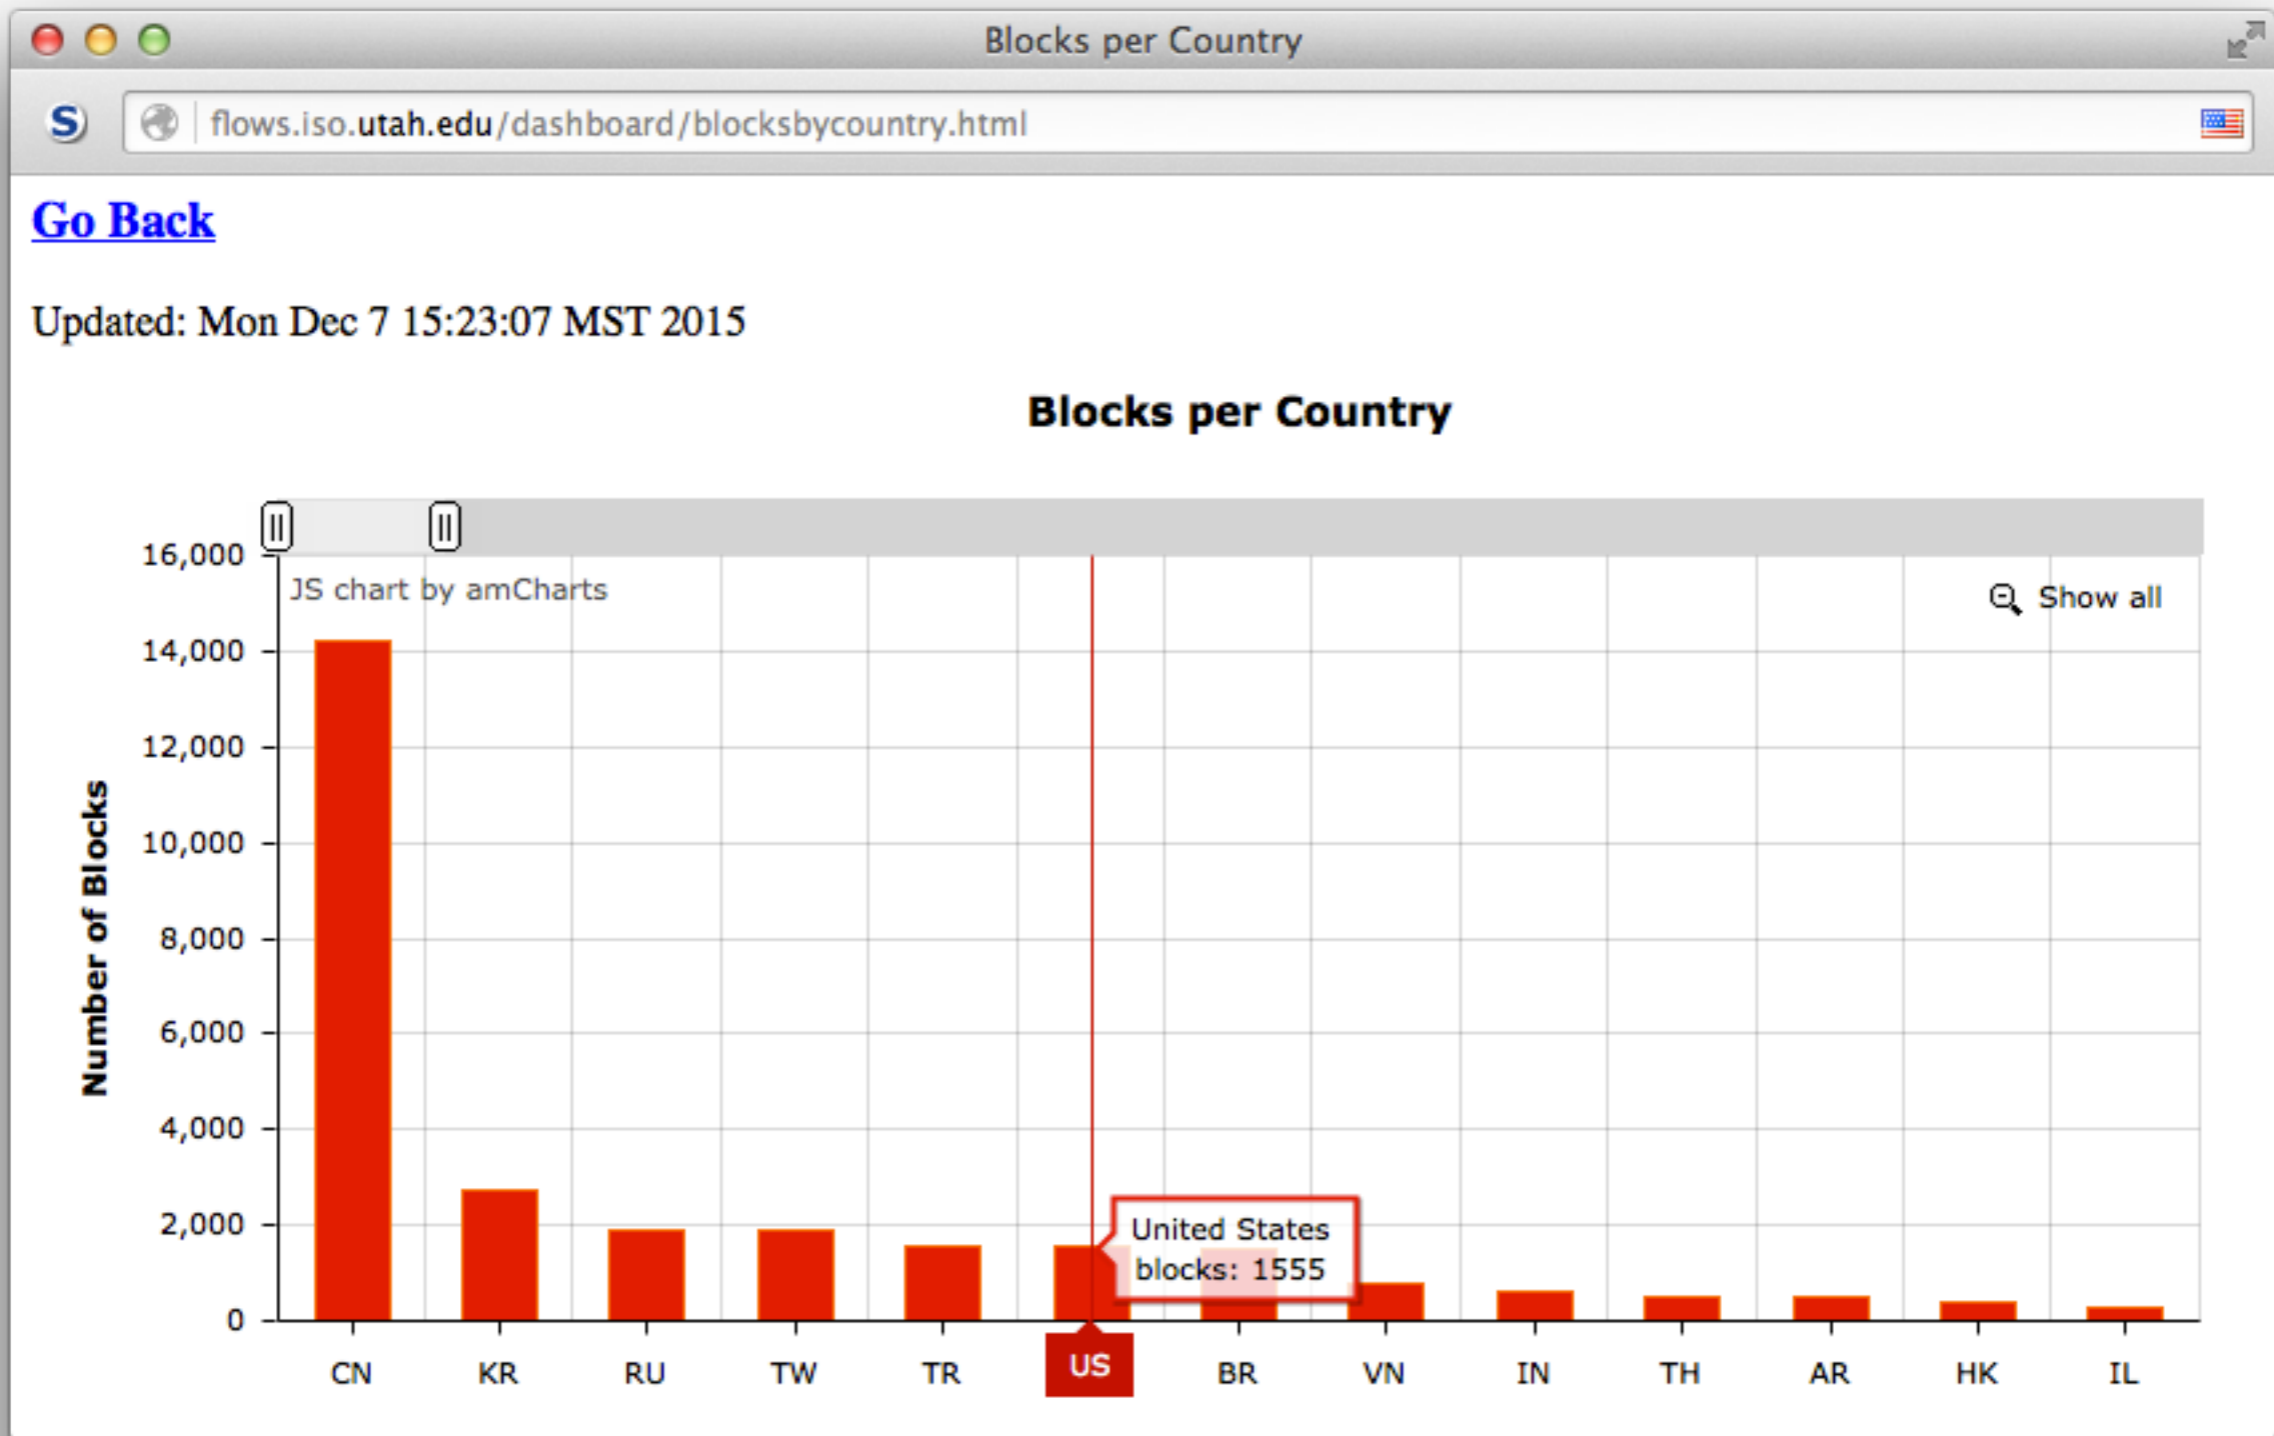 Blocks per Country
S
flows.iso.utah.edu/dashboard/blocksbycountry.html
Go Back
Updated: Mon Dec 7 15:23:07 MST 2015
Blocks per Country
16,000
JS chart by amCharts
Show all
14,000
12,000
10,000
8,000
6,000
4,000
2,000
0
Number of Blocks
United States
blocks: 1555
CN KR RU TW TR US BR VN IN TH AR HK IL